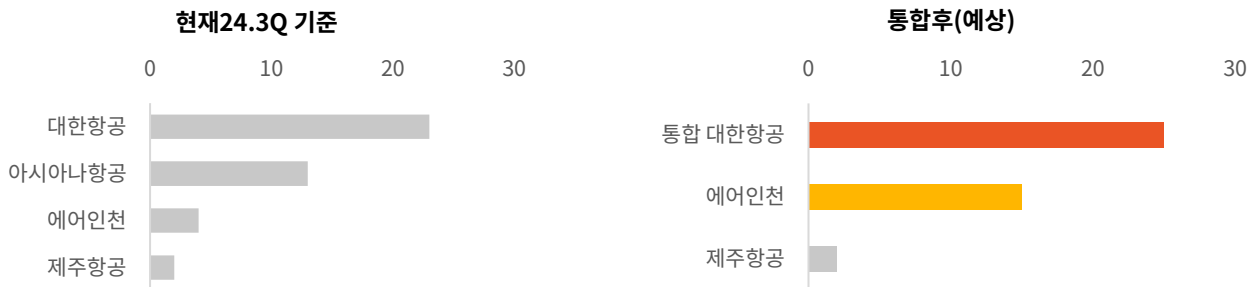 현재24.3Q 기준
0 10 20 30
대한항공
아시아나항공
에어인천
제주항공
통합후(예상)
0 10 20 30
통합 대한항공
에어인천
제주항공